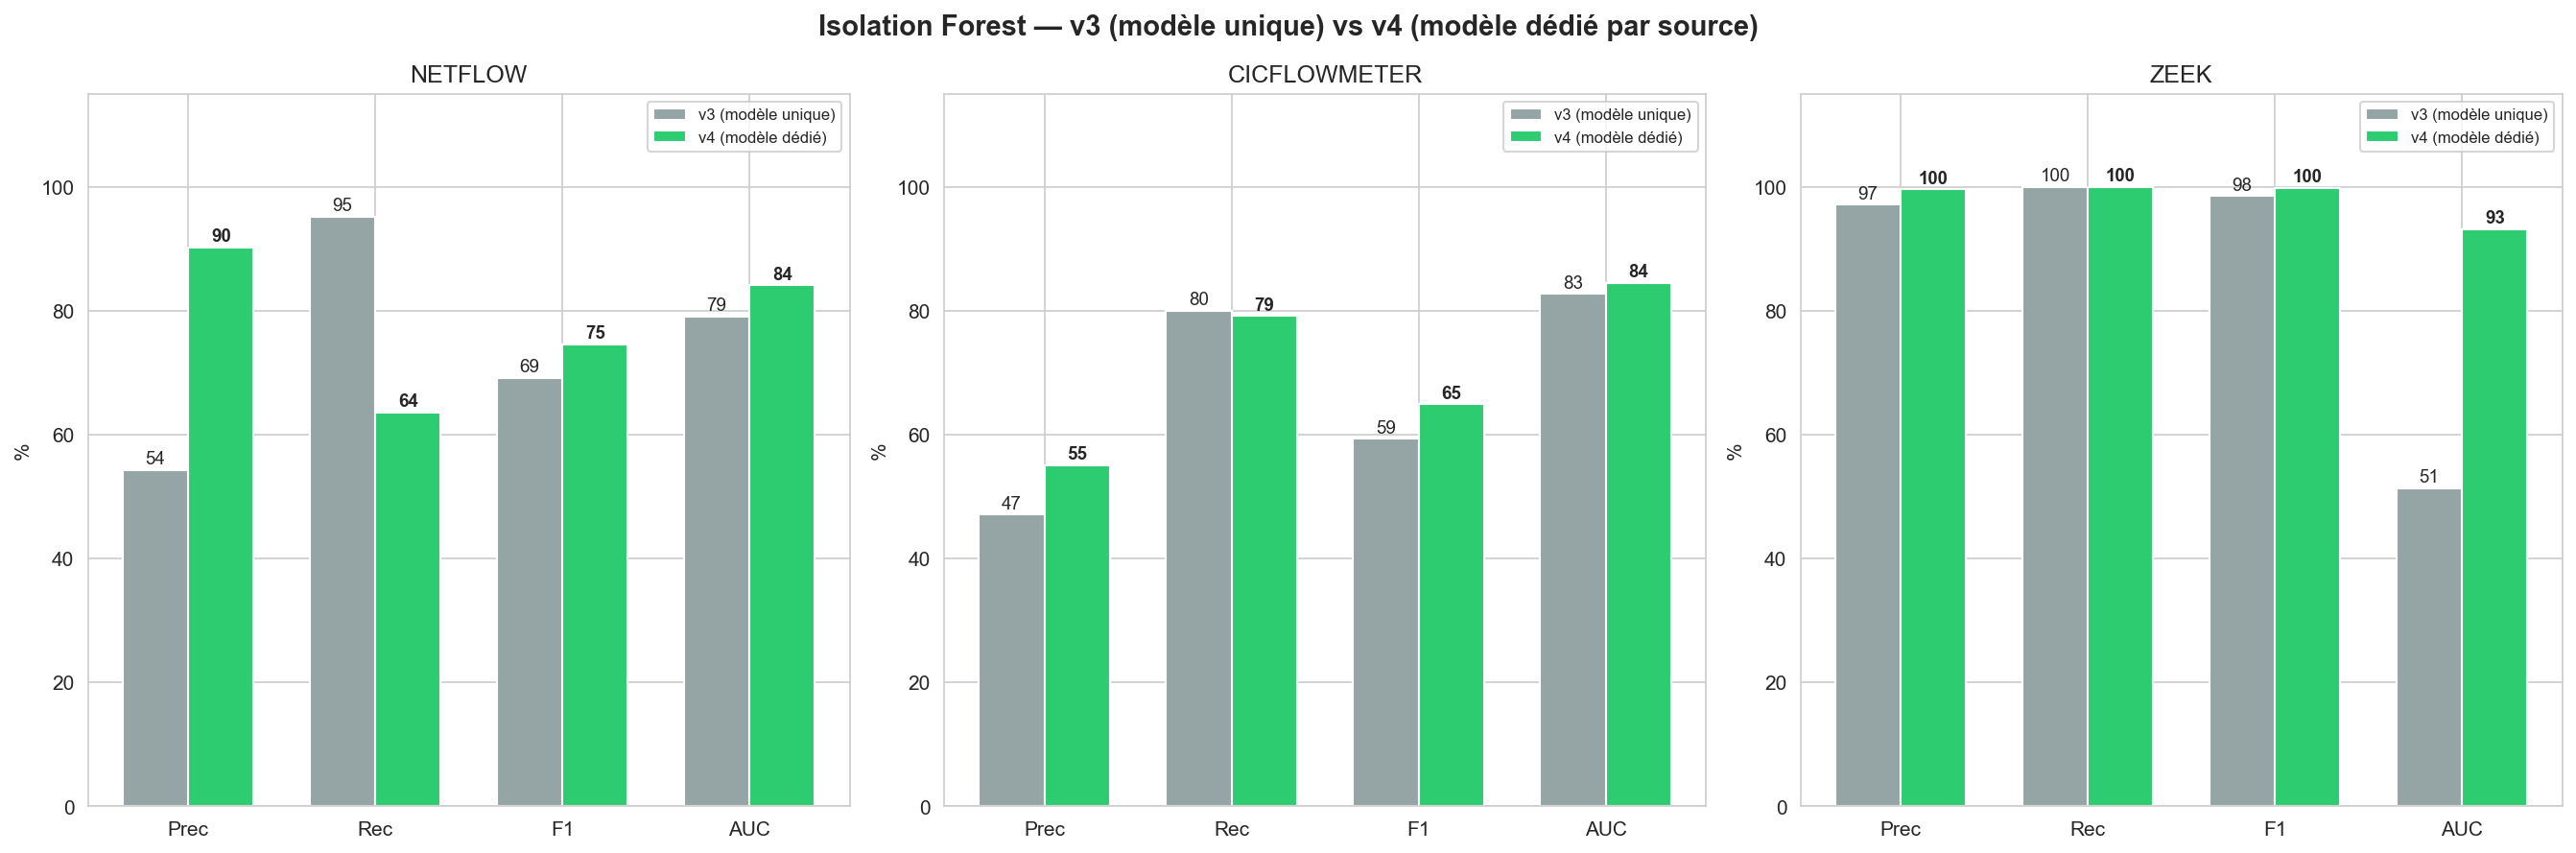 Isolation Forest — v3 (modèle unique) vs v4 (modèle dédié par source)
NETFLOW
v3 (modèle unique)
v4 (modèle dédié)
%
100
80
60
40
20
0
54
90
95
64
69
75
79
84
Prec
Rec
F1
AUC
CICFLOWMETER
v3 (modèle unique)
v4 (modèle dédié)
%
100
80
60
40
20
0
47
55
80
79
59
65
83
84
Prec
Rec
F1
AUC
ZEEK
v3 (modèle unique)
v4 (modèle dédié)
%
100
80
60
40
20
0
97
100
100
100
98
100
51
93
Prec
Rec
F1
AUC